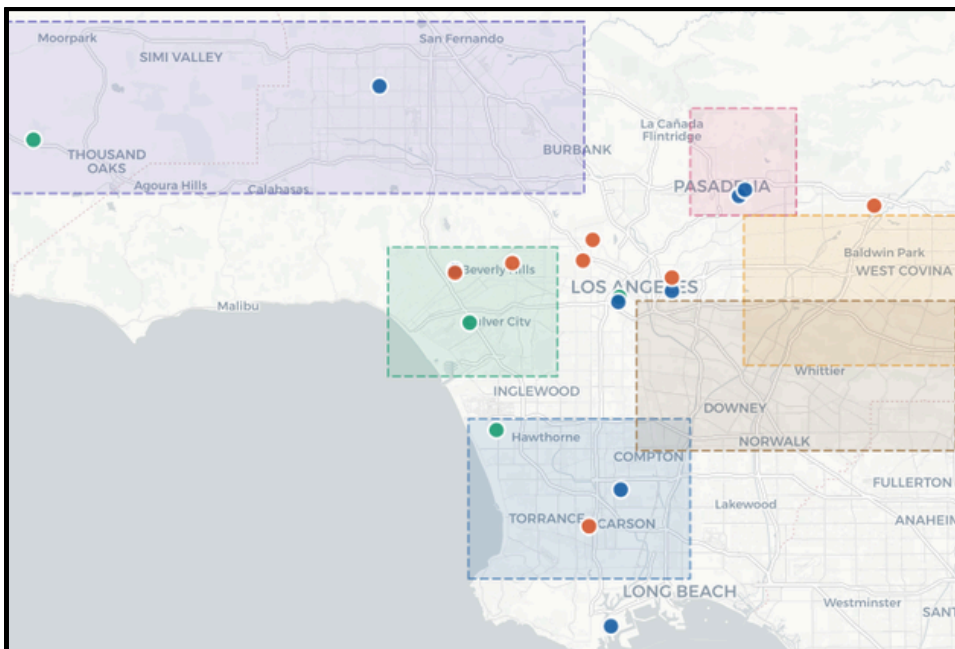 Moorpark
San Fernando
SIMI VALLEY
La Cañada
Flintridge
THOUSAND
OAKS
BURBANK
Agoura Hills
Calabasas
PASADENA
Baldwin Park
WEST COVINA
Beverly Hills
LOS ANGELES
Malibu
Culver City
Whittier
INGLEWOOD
DOWNEY
Hawthorne
NORWALK
COMPTON
FULLERTON
Lakewood
TORRANCE
CARSON
ANAHEIM
LONG BEACH
Westminster
SANT